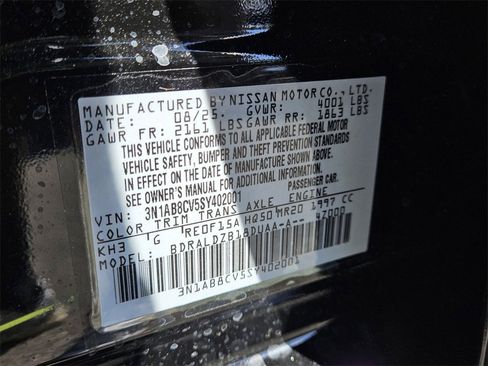 MANUFACTURED BY NISSAN MOTOR CO., LTD.
DATE: 08/25 GVWR: 4001 LBS
GAWR FR: 2161 LBS GAWR RR: 1863 LBS
THIS VEHICLE CONFORMS TO ALL APPLICABLE FEDERAL MOTOR
VEHICLE SAFETY, BUMPER AND THEFT PREVENTION STANDARDS
IN EFFECT ON THE DATE OF MANUFACTURE SHOWN ABOVE.
SEE OWNER'S MANUAL FOR ADDITIONAL INFORMATION.
PASSENGER CAR.
VIN: 3N1AB8CV5SY402001
COLOR TRIM TRANS AXLE ENGINE
KH3 G RE0F15A HQ50 MR20 1997 CC
MODEL: BDRALDZB18DUAA-A-- 47000
3N1AB8CV5SY402001